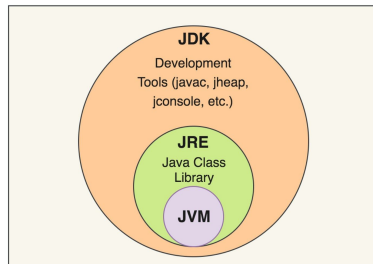 JDK
Development
Tools (javac, jheap,
jconsole, etc.)
JRE
Java Class
Library
JVM